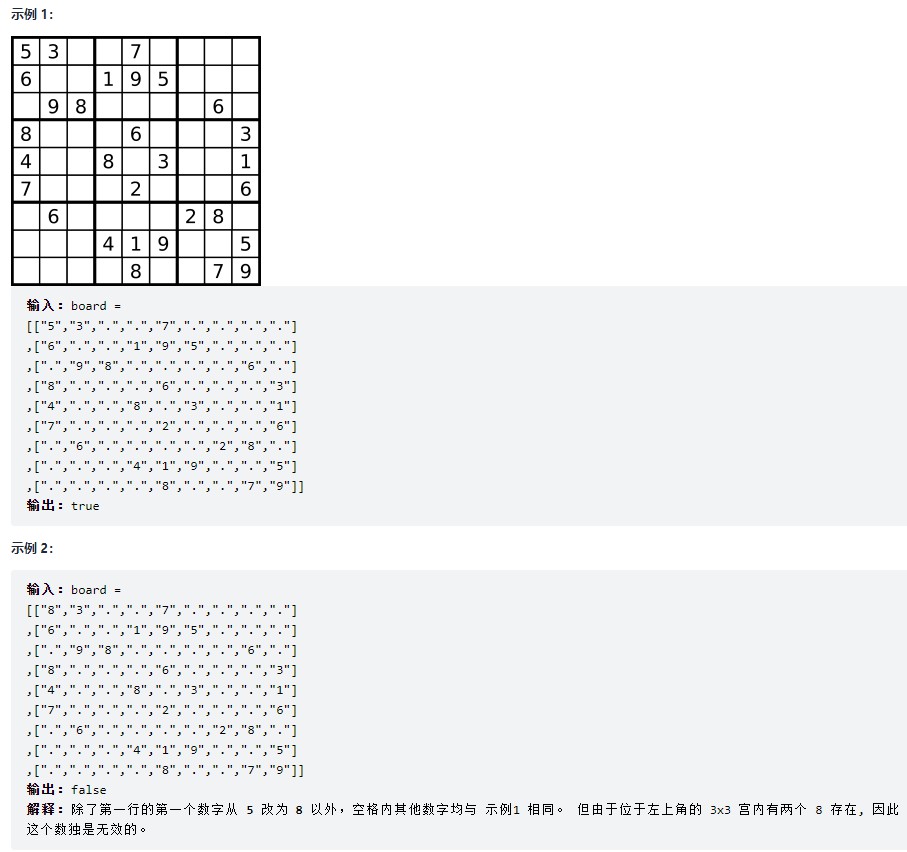 示例 1：
5 3 7
6 1 9 5
9 8 6
8 6 3
4 8 3 1
7 2 6
6 2 8
4 1 9 5
8 7 9
输入：board =
[["5","3",".",".","7",".",".",".","."]
,["6",".",".","1","9","5",".",".","."]
,[".","9","8",".",".",".",".","6","."]
,["8",".",".",".","6",".",".",".","3"]
,["4",".",".","8",".","3",".",".","1"]
,["7",".",".",".","2",".",".",".","6"]
,[".","6",".",".",".",".","2","8","."]
,[".",".",".","4","1","9",".",".","5"]
,[".",".",".",".","8",".",".","7","9"]]
输出：true
示例 2：
输入：board =
[["8","3",".",".","7",".",".",".","."]
,["6",".",".","1","9","5",".",".","."]
,[".","9","8",".",".",".",".","6","."]
,["8",".",".",".","6",".",".",".","3"]
,["4",".",".","8",".","3",".",".","1"]
,["7",".",".",".","2",".",".",".","6"]
,[".","6",".",".",".",".","2","8","."]
,[".",".",".","4","1","9",".",".","5"]
,[".",".",".",".","8",".",".","7","9"]]
输出：false
解释：除了第一行的第一个数字从 5 改为 8 以外，空格内其他数字均与 示例1 相同。 但由于位于左上角的 3x3 宫内有两个 8 存在, 因此
这个数独是无效的。